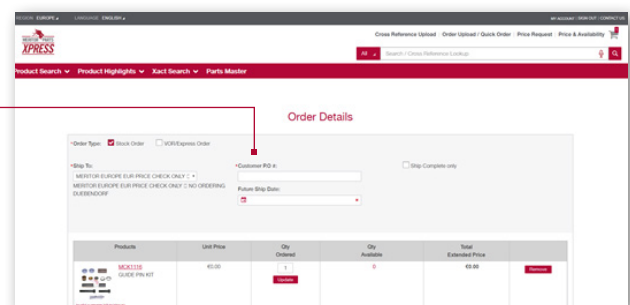 REGION EUROPE LANGUAGE ENGLISH MY ACCOUNT | SIGN OUT | CONTACT US
Cross Reference Upload | Order Upload / Quick Order | Price Request | Price & Availability
MERITOR PARTS
XPRESS
All Search / Cross Reference Lookup
Product Search Product Highlights Xact Search Parts Master
Order Details
*Order Type: Stock Order VOR/Express Order
*Ship To: *Customer P.O #: Ship Complete only
MERITOR EUROPE EUR PRICE CHECK ONLY ::
MERITOR EUROPE EUR PRICE CHECK ONLY :: NO ORDERING
DUEBENDORF
Future Ship Date:
Products Unit Price Qty Ordered Qty Available Total Extended Price
MCK1116 €0.00 1 0 €0.00 Remove
GUIDE PIN KIT
Update